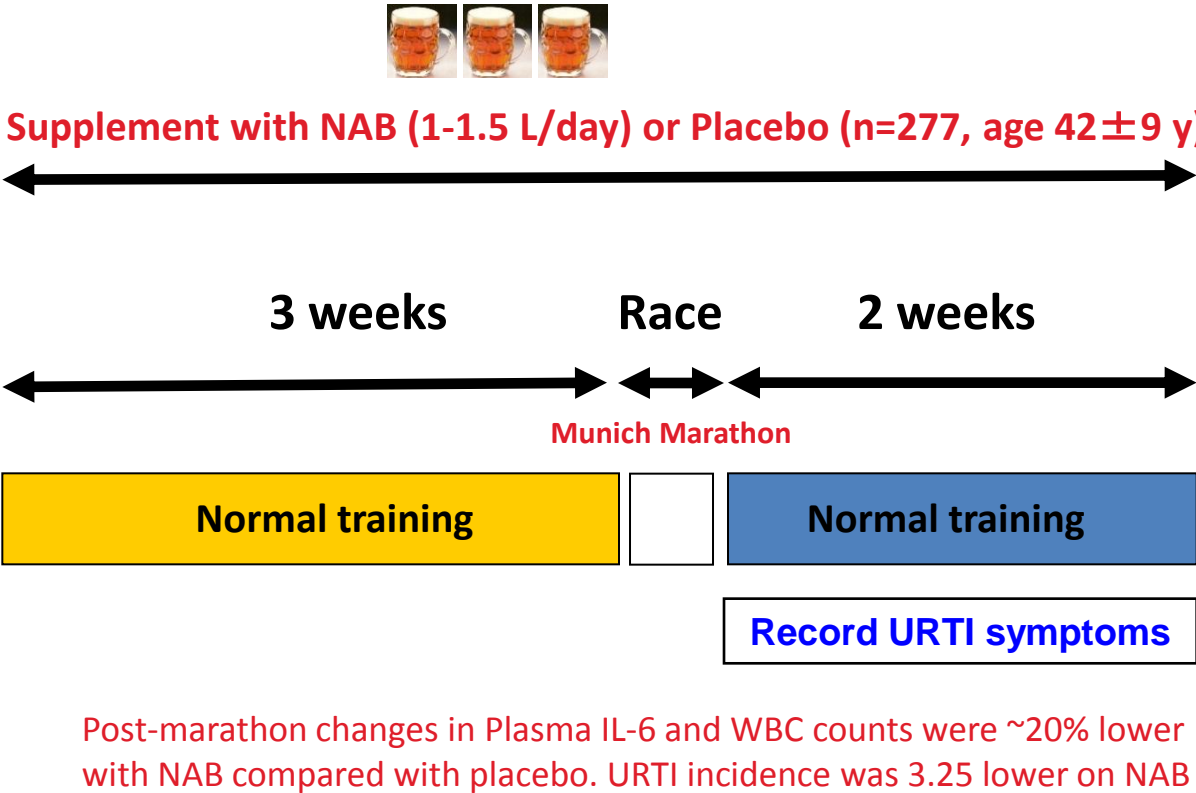 Supplement with NAB (1-1.5 L/day) or Placebo (n=277, age 42±9 y)
3 weeks Race 2 weeks
Munich Marathon
Normal training Normal training
Record URTI symptoms
Post-marathon changes in Plasma IL-6 and WBC counts were ~20% lower
with NAB compared with placebo. URTI incidence was 3.25 lower on NAB